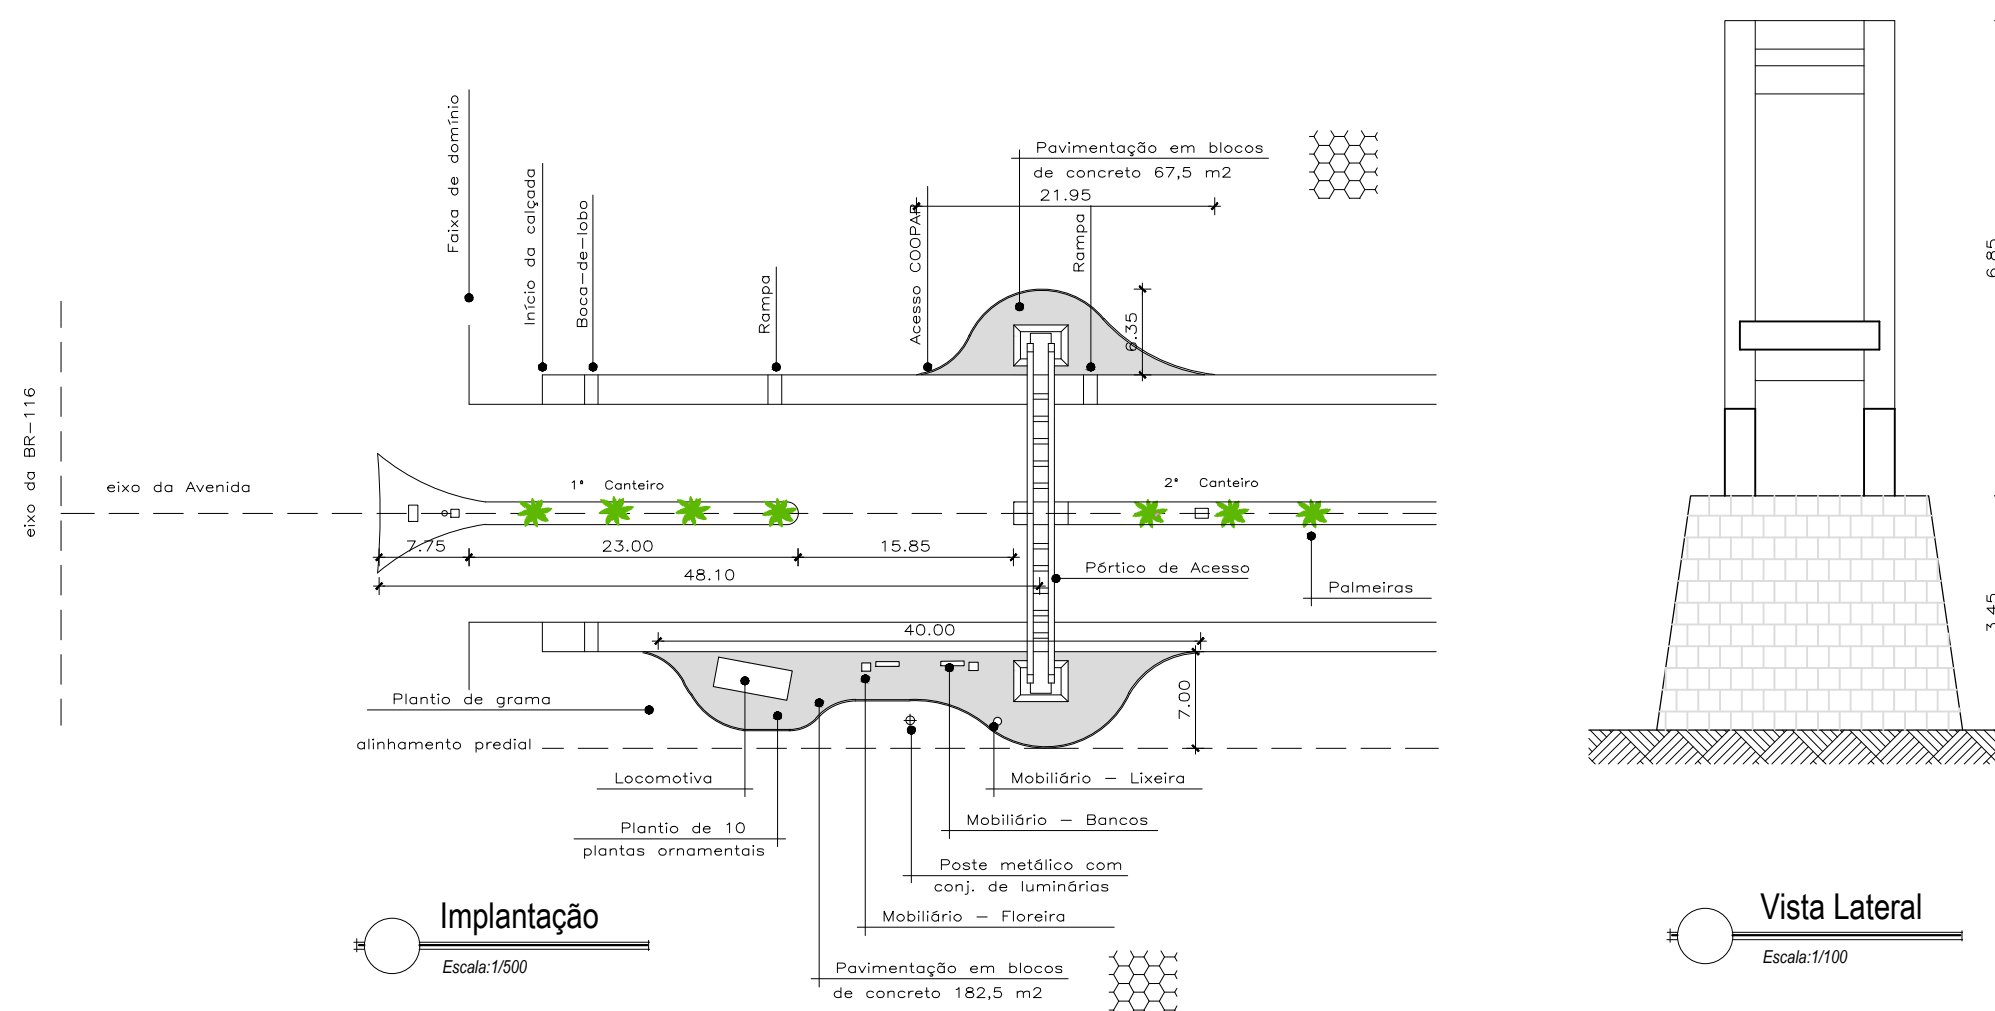 Faixa de domínio
Início da calçada
Boca-de-lobo
Rampa
Acesso COOPAR
Rampa
Pavimentação em blocos
de concreto 67,5 m2
21.95
6.35
6.85
3.45
eixo da BR-116
eixo da Avenida
1° Canteiro
2° Canteiro
7.75
23.00
15.85
48.10
Pórtico de Acesso
Palmeiras
40.00
7.00
Plantio de grama
alinhamento predial
Locomotiva
Mobiliário - Lixeira
Plantio de 10
plantas ornamentais
Mobiliário - Bancos
Poste metálico com
conj. de luminárias
Mobiliário - Floreira
Pavimentação em blocos
de concreto 182,5 m2
Implantação
Escala:1/500
Vista Lateral
Escala:1/100